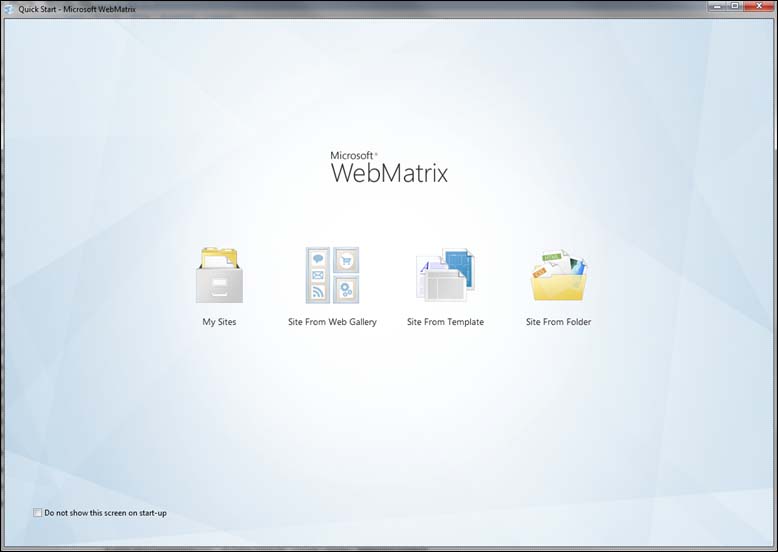 Quick Start - Microsoft WebMatrix
Microsoft®
WebMatrix
My Sites
Site From Web Gallery
Site From Template
Site From Folder
Do not show this screen on start-up